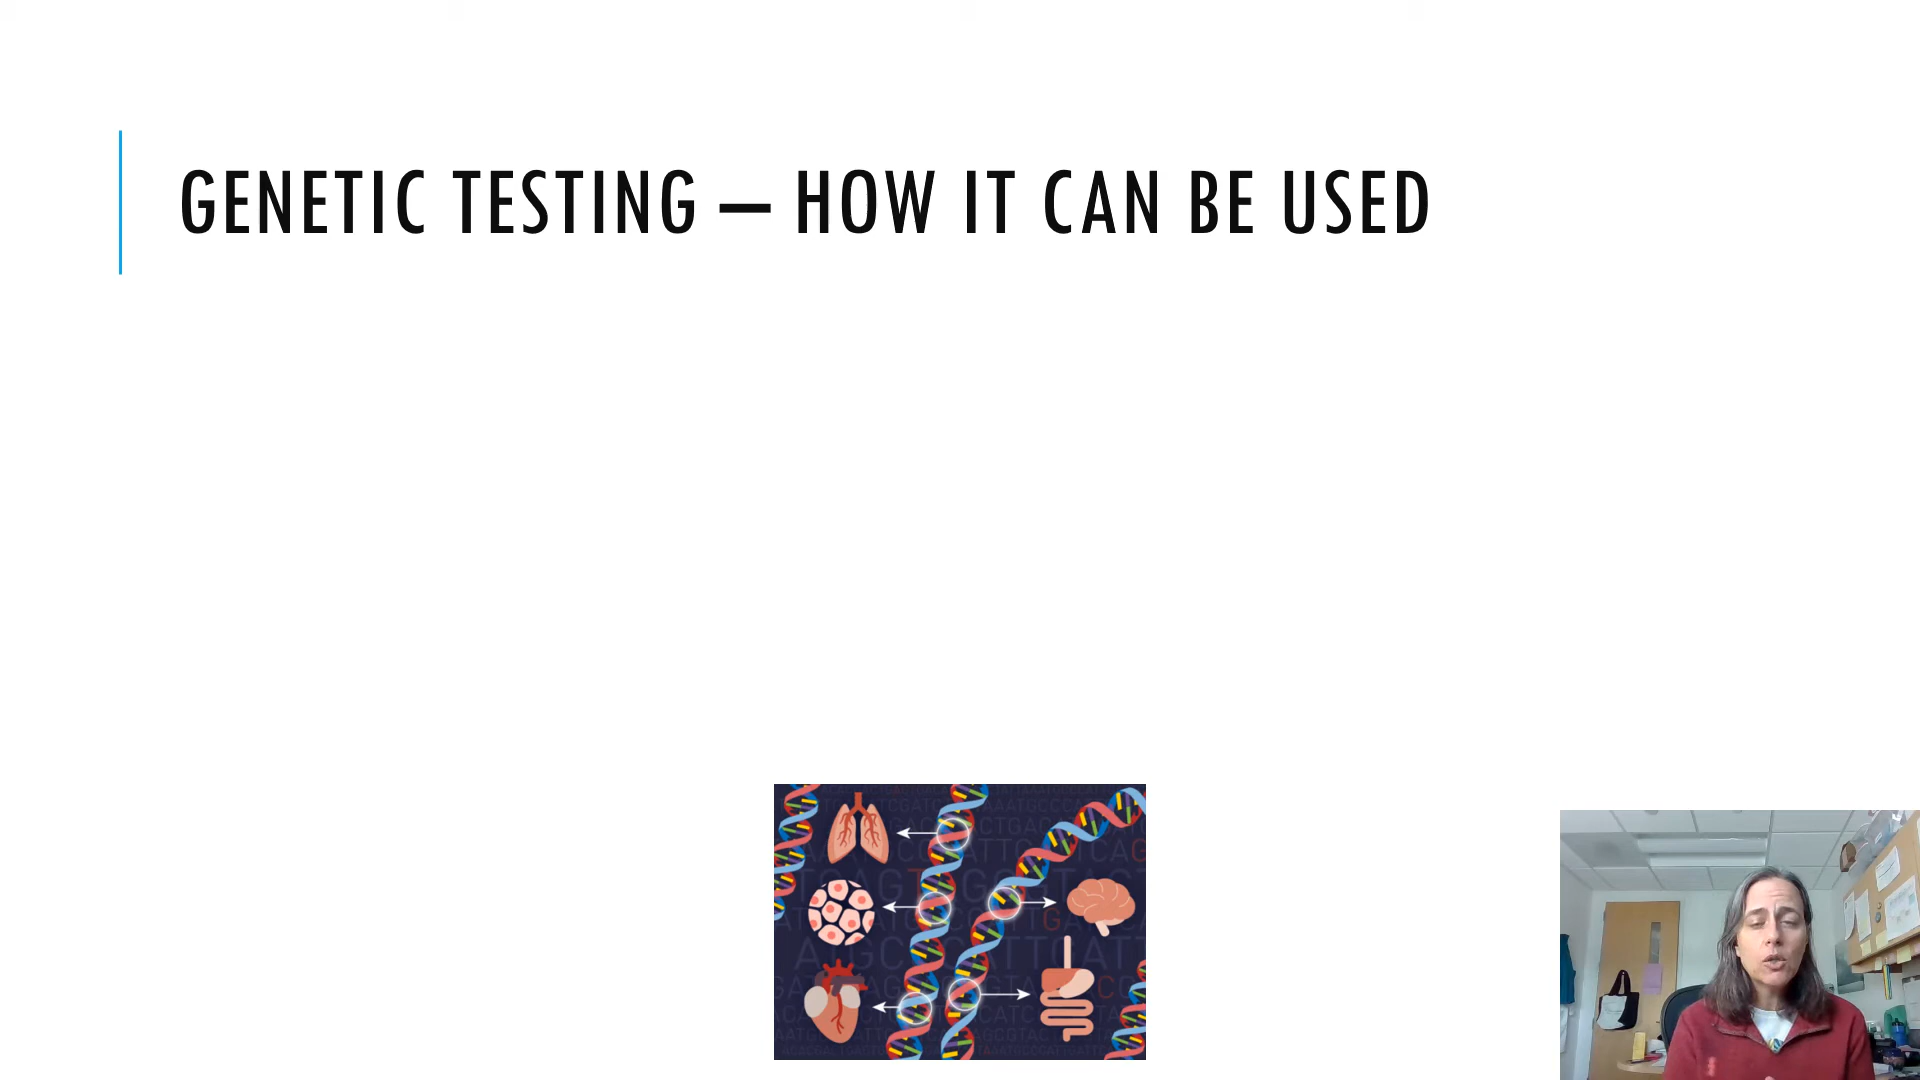 GENETIC TESTING – HOW IT CAN BE USED